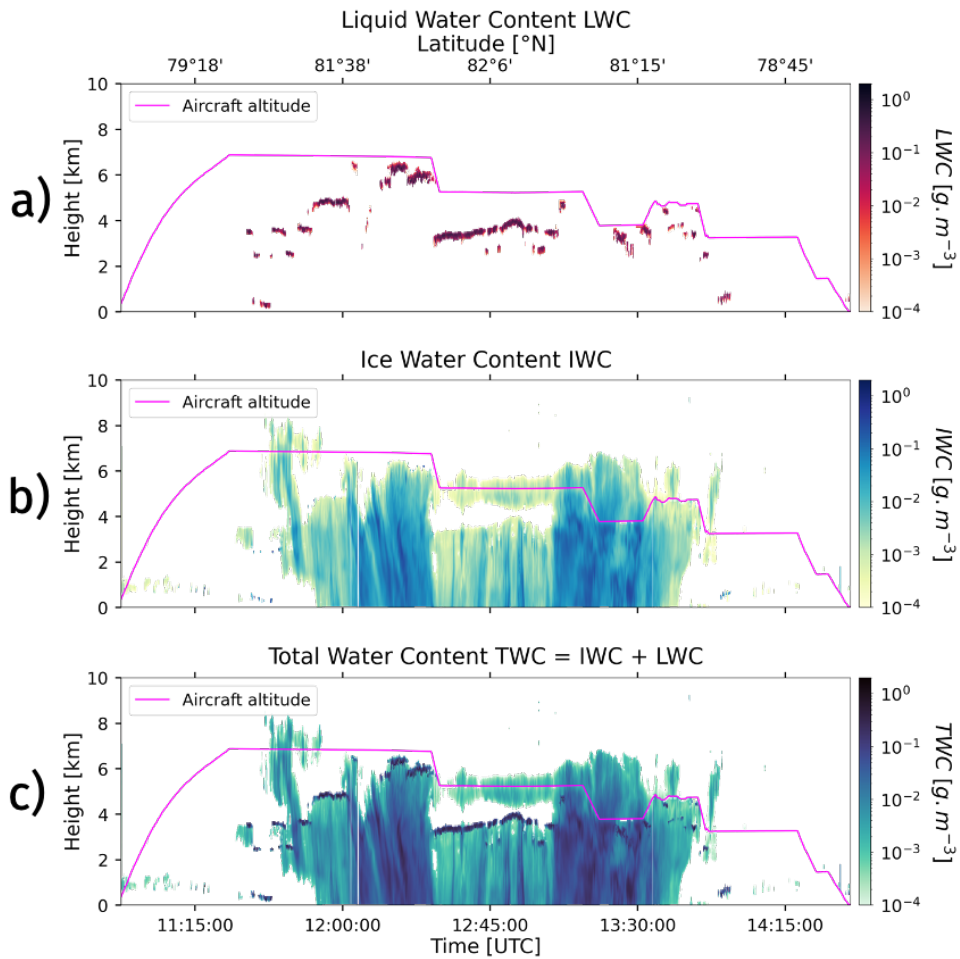 Liquid Water Content LWC
Latitude [°N]
79°18' 81°38' 82°6' 81°15' 78°45'
a)
Height [km]
10
8
6
4
2
0
Aircraft altitude
10⁰
10⁻¹
10⁻²
10⁻³
10⁻⁴
LWC [g. m⁻³]
Ice Water Content IWC
b)
Height [km]
10
8
6
4
2
0
Aircraft altitude
10⁰
10⁻¹
10⁻²
10⁻³
10⁻⁴
IWC [g. m⁻³]
Total Water Content TWC = IWC + LWC
c)
Height [km]
10
8
6
4
2
0
Aircraft altitude
10⁰
10⁻¹
10⁻²
10⁻³
10⁻⁴
TWC [g. m⁻³]
11:15:00 12:00:00 12:45:00 13:30:00 14:15:00
Time [UTC]